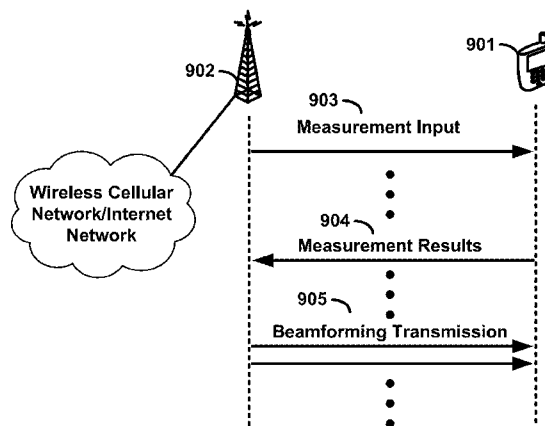 901
902
903
Measurement Input
Wireless Cellular
Network/Internet
Network
904
Measurement Results
905
Beamforming Transmission